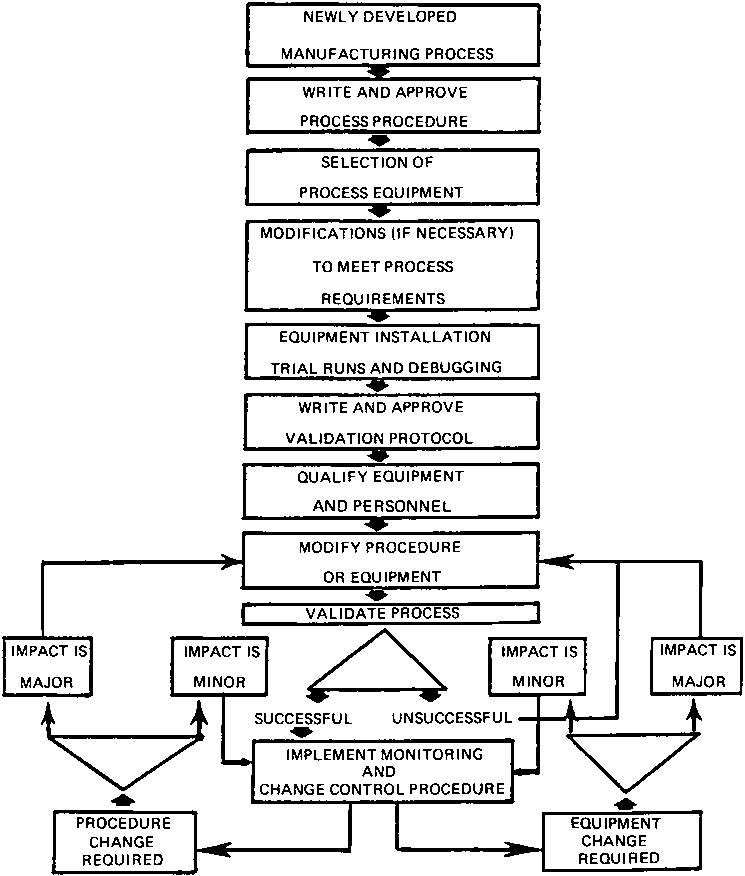 NEWLY DEVELOPED
MANUFACTURING PROCESS
WRITE AND APPROVE
PROCESS PROCEDURE
SELECTION OF
PROCESS EQUIPMENT
MODIFICATIONS (IF NECESSARY)
TO MEET PROCESS
REQUIREMENTS
EQUIPMENT INSTALLATION
TRIAL RUNS AND DEBUGGING
WRITE AND APPROVE
VALIDATION PROTOCOL
QUALIFY EQUIPMENT
AND PERSONNEL
MODIFY PROCEDURE
OR EQUIPMENT
VALIDATE PROCESS
IMPACT IS
MAJOR
IMPACT IS
MINOR
IMPACT IS
MINOR
IMPACT IS
MAJOR
SUCCESSFUL
UNSUCCESSFUL
IMPLEMENT MONITORING
AND
CHANGE CONTROL PROCEDURE
PROCEDURE
CHANGE
REQUIRED
EQUIPMENT
CHANGE
REQUIRED